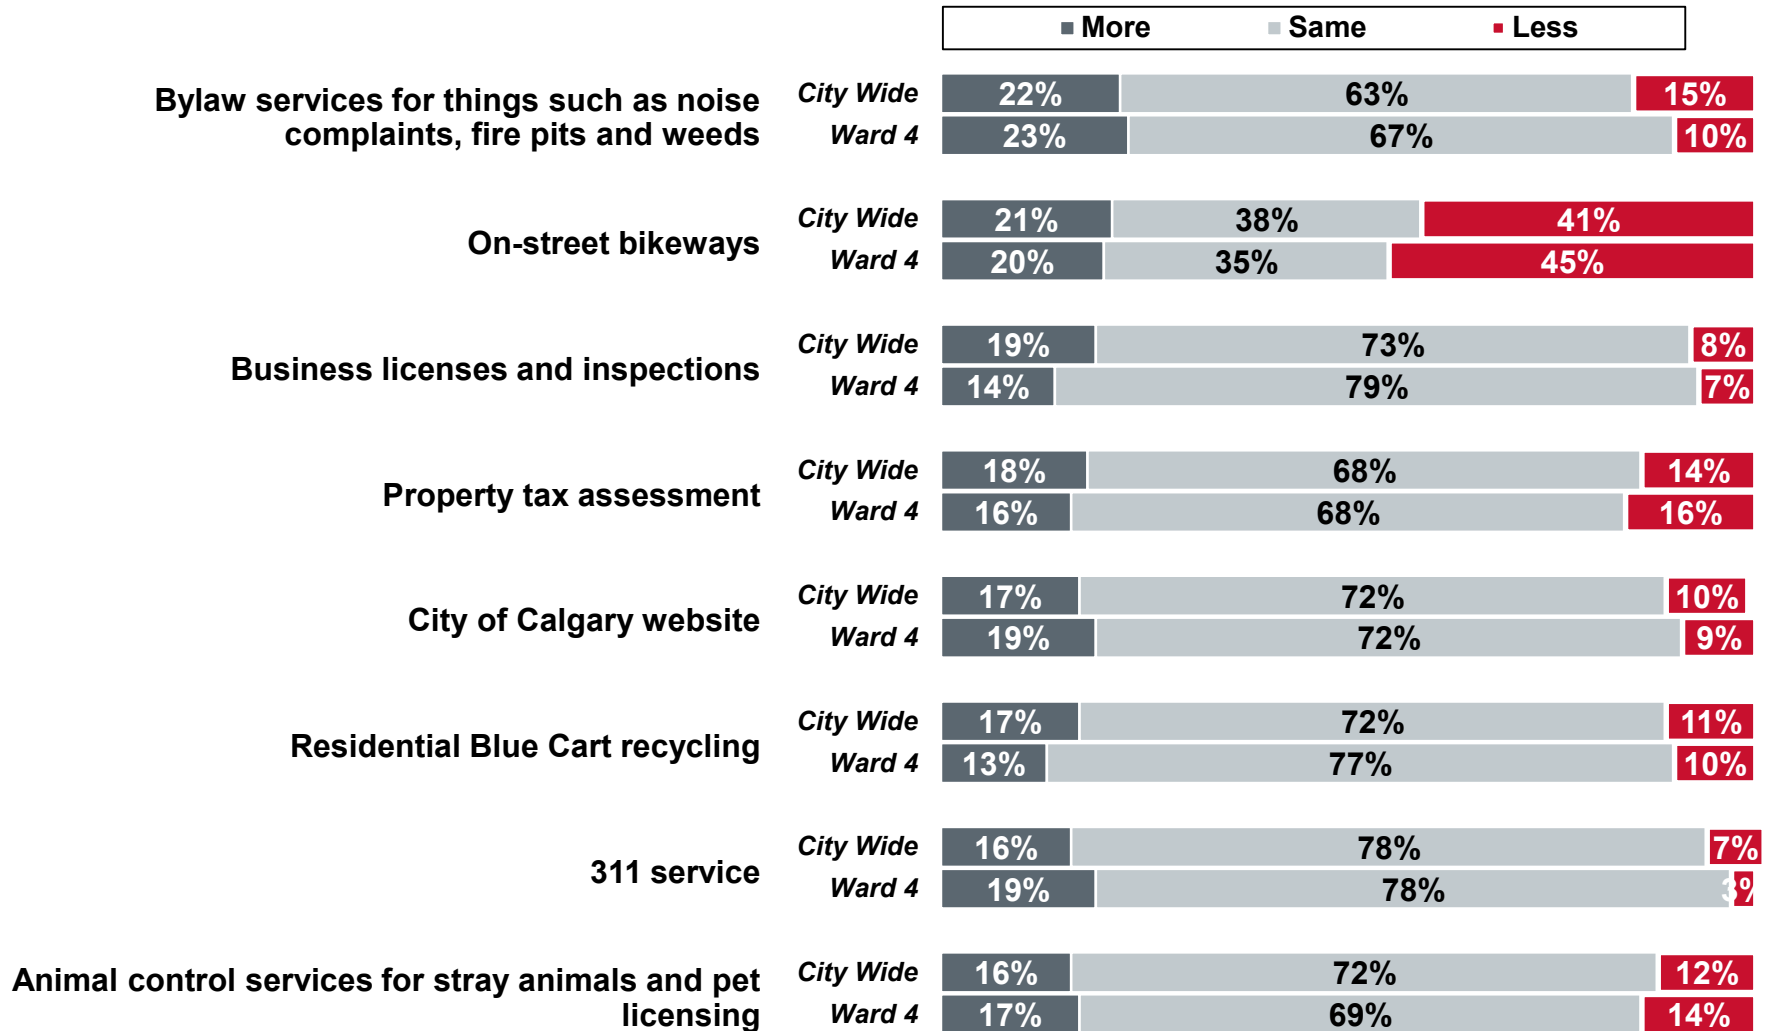 More Same Less
Bylaw services for things such as noise
complaints, fire pits and weeds
City Wide 22% 63% 15%
Ward 4 23% 67% 10%
On-street bikeways
City Wide 21% 38% 41%
Ward 4 20% 35% 45%
Business licenses and inspections
City Wide 19% 73% 8%
Ward 4 14% 79% 7%
Property tax assessment
City Wide 18% 68% 14%
Ward 4 16% 68% 16%
City of Calgary website
City Wide 17% 72% 10%
Ward 4 19% 72% 9%
Residential Blue Cart recycling
City Wide 17% 72% 11%
Ward 4 13% 77% 10%
311 service
City Wide 16% 78% 7%
Ward 4 19% 78% 3%
Animal control services for stray animals and pet
licensing
City Wide 16% 72% 12%
Ward 4 17% 69% 14%